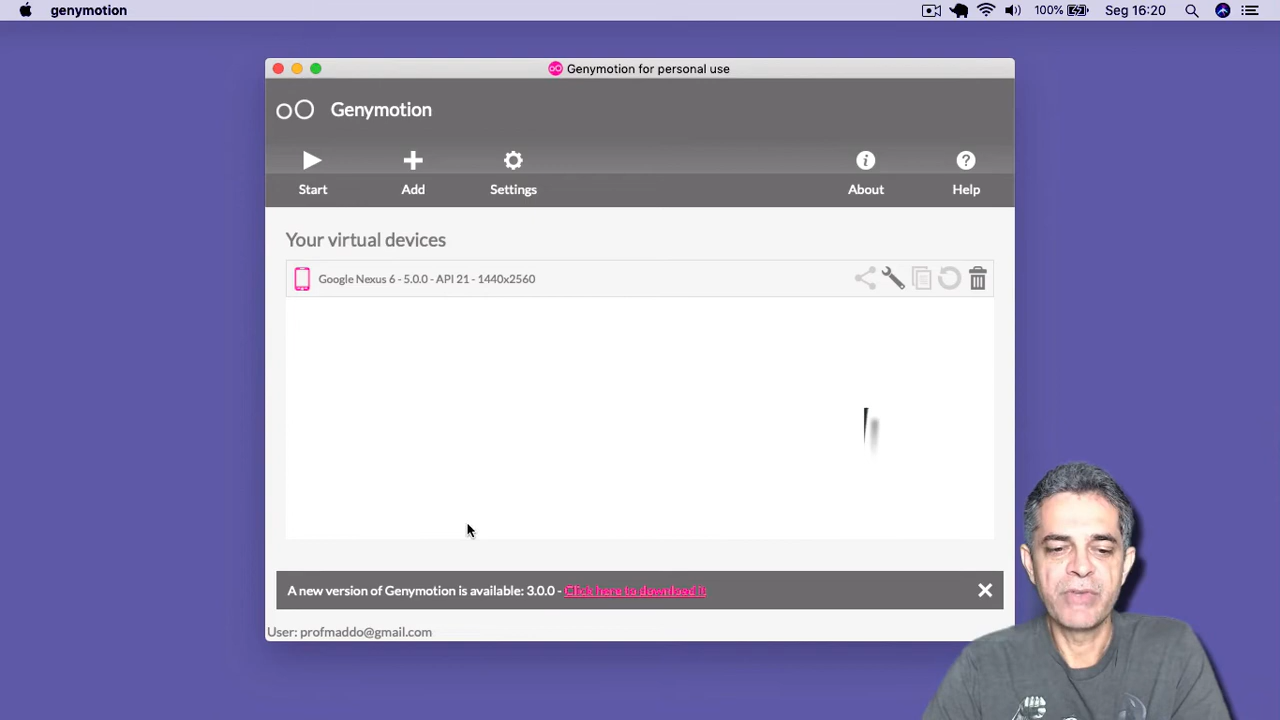 genymotion
100%
Seg 16:20
Genymotion for personal use
Genymotion
Start
Add
Settings
About
Help
Your virtual devices
Google Nexus 6 - 5.0.0 - API 21 - 1440x2560
A new version of Genymotion is available: 3.0.0 - Click here to download it
User: profmaddo@gmail.com